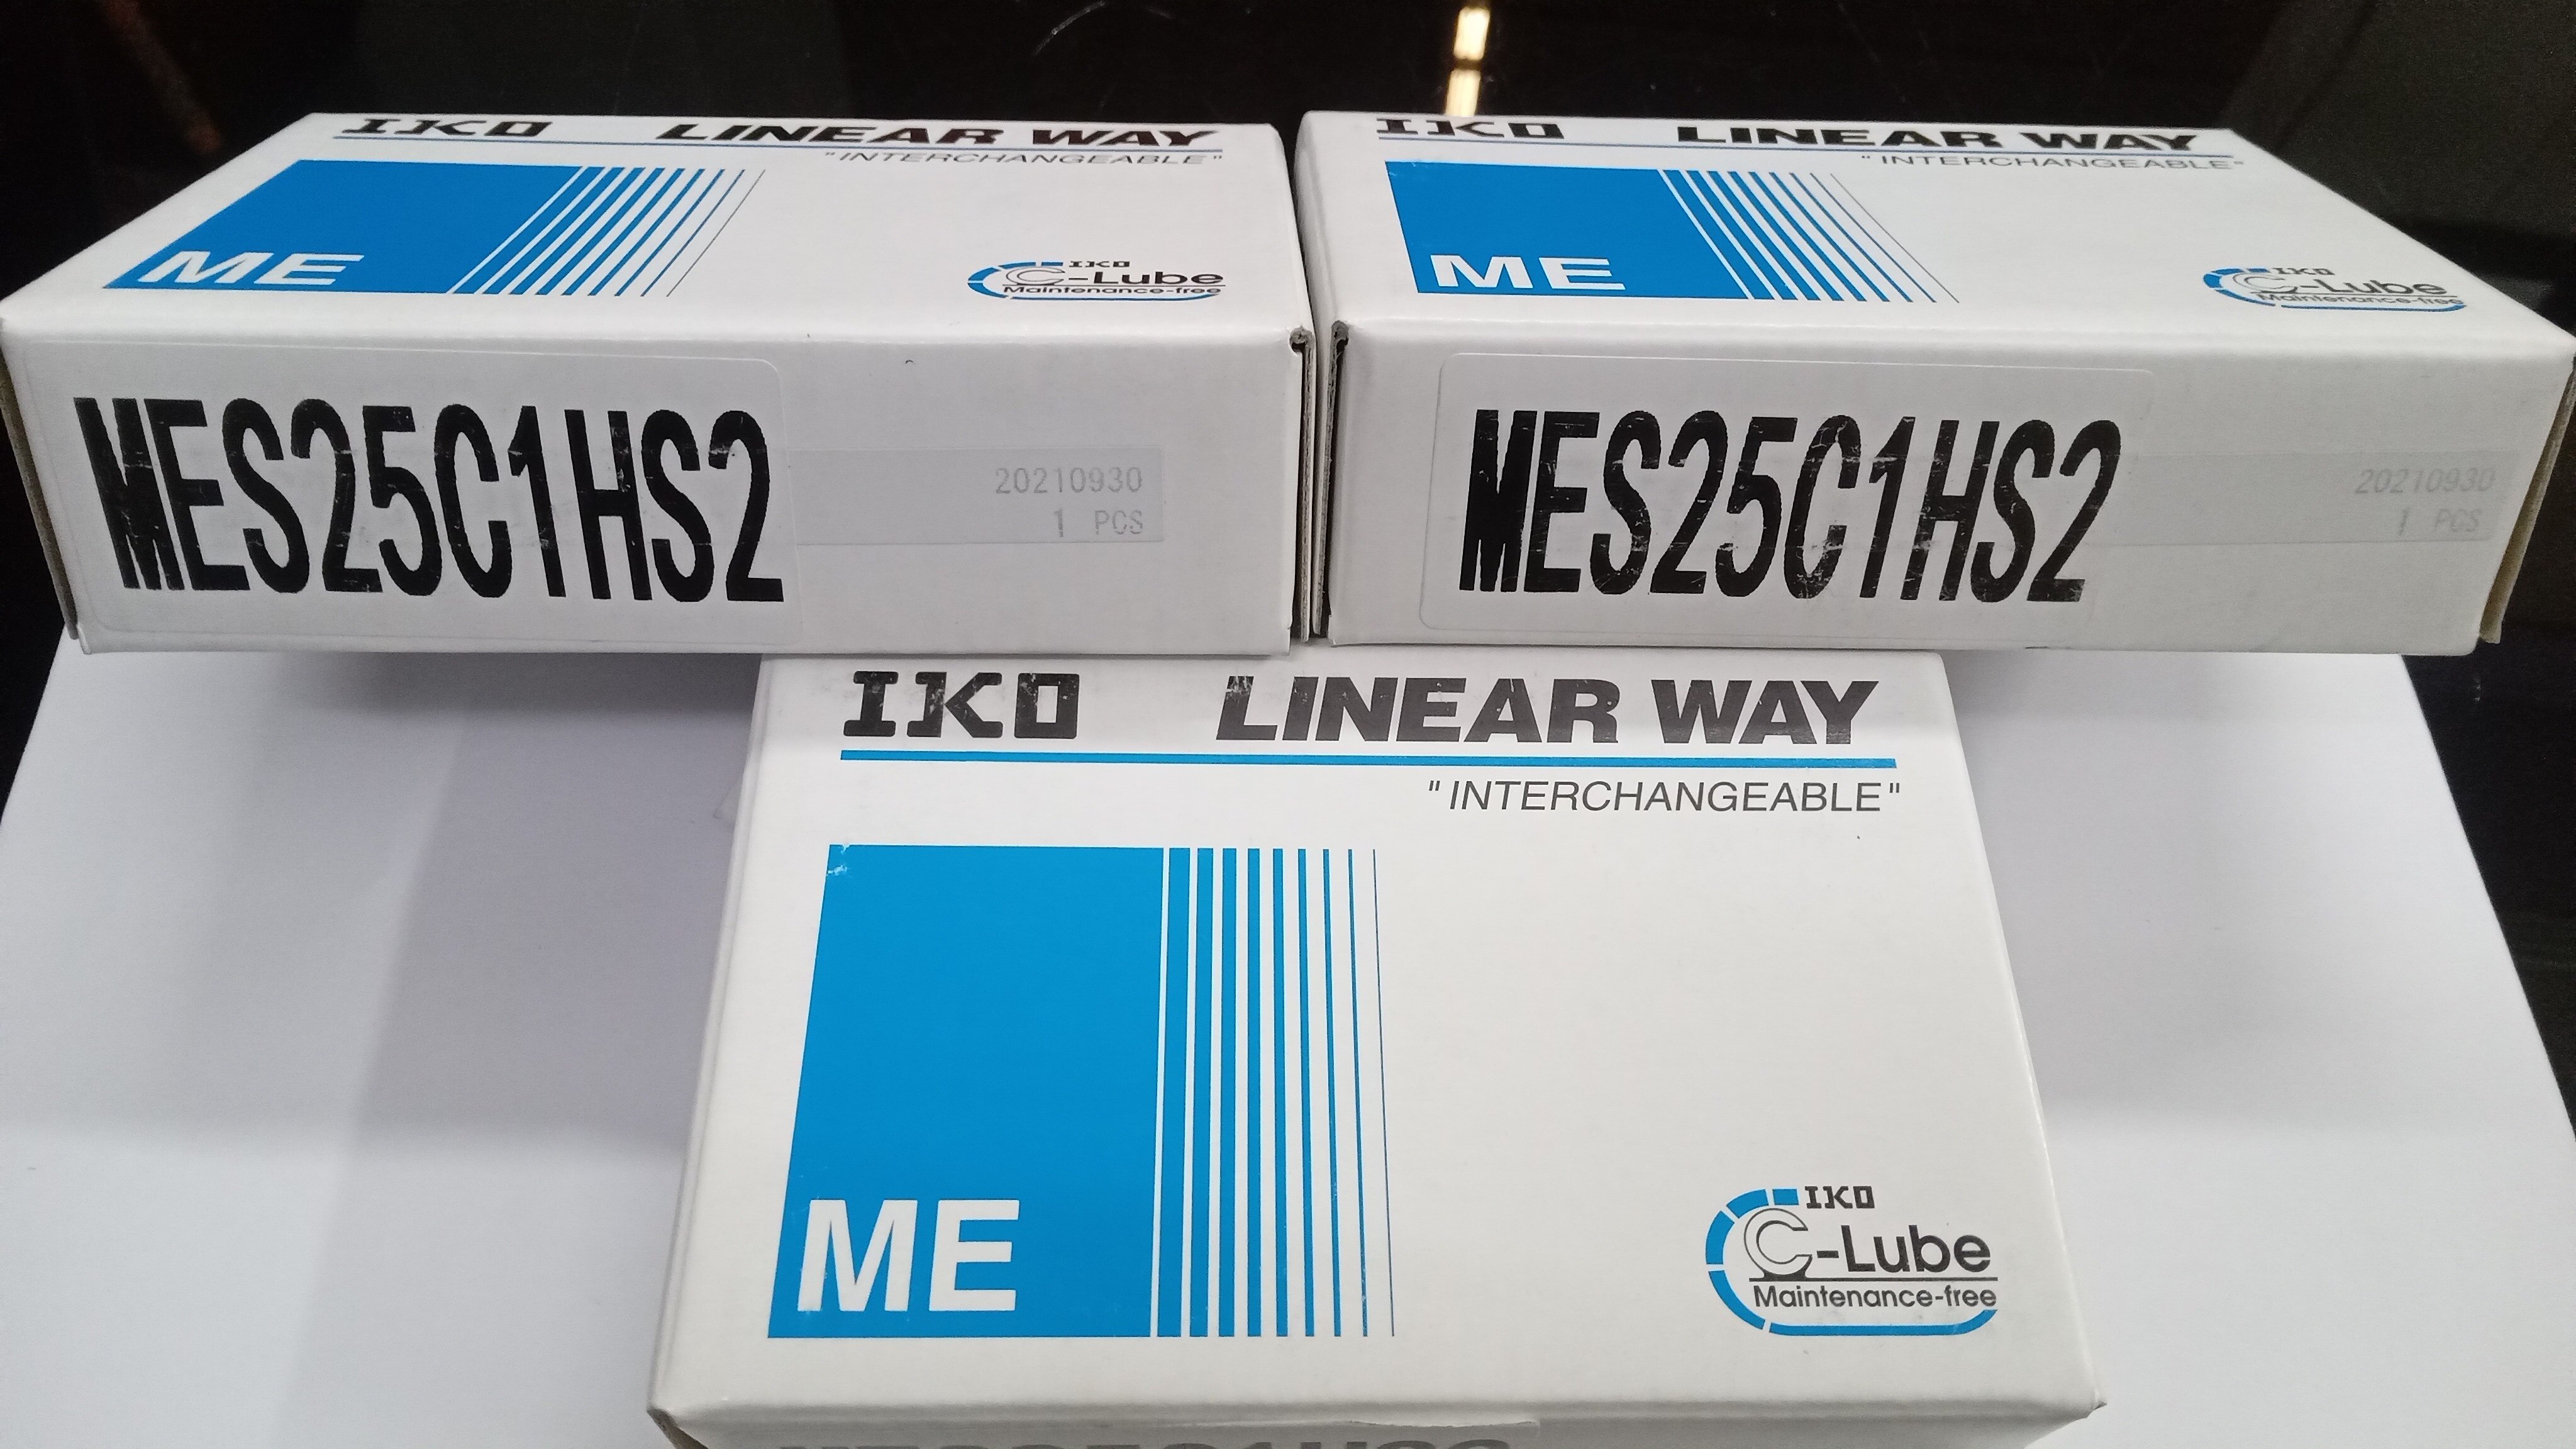 IKO LINEAR WAY
"INTERCHANGEABLE"
ME
IKO
C-Lube
Maintenance-free
MES25C1HS2
20210930
1 PCS
IKO LINEAR WAY
"INTERCHANGEABLE"
ME
IKO
C-Lube
Maintenance-free
MES25C1HS2
20210930
1 PCS
IKO LINEAR WAY
"INTERCHANGEABLE"
ME
IKO
C-Lube
Maintenance-free